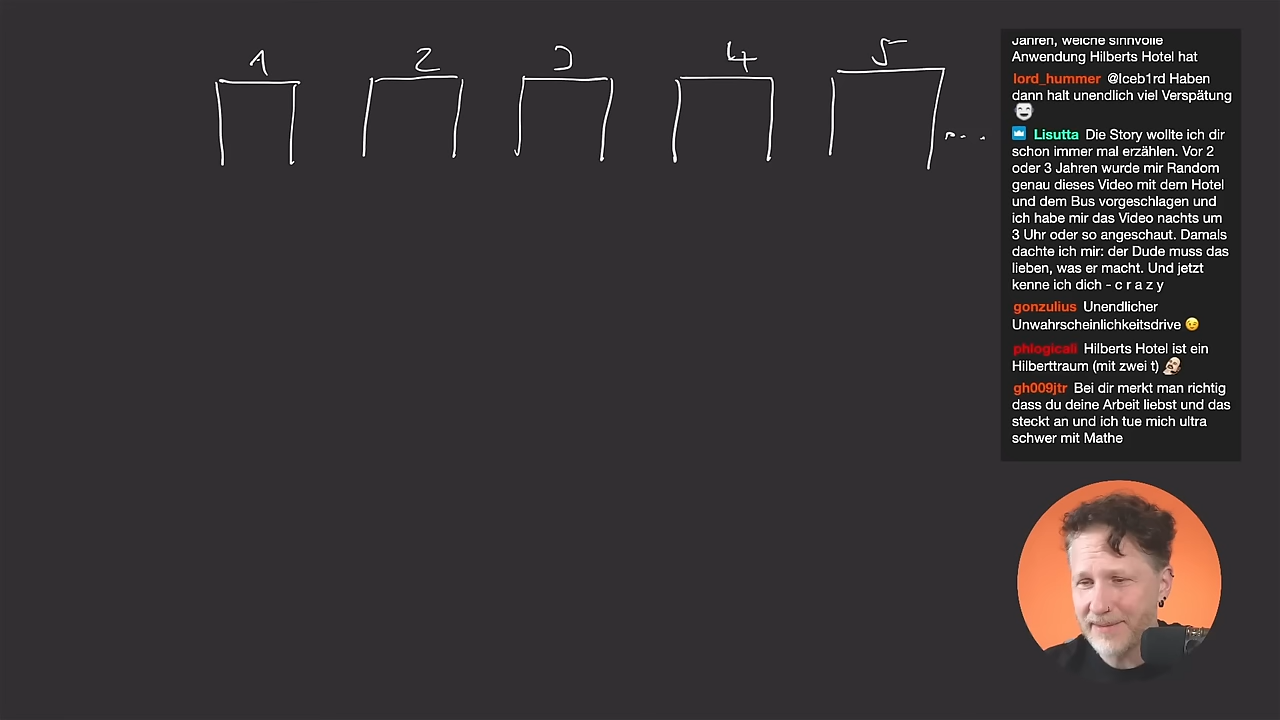 1 2 3 4 5
...
Jahren, welche sinnvolle
Anwendung Hilberts Hotel hat
lord_hummer @Iceb1rd Haben
dann halt unendlich viel Verspätung
Lisutta Die Story wollte ich dir
schon immer mal erzählen. Vor 2
oder 3 Jahren wurde mir Random
genau dieses Video mit dem Hotel
und dem Bus vorgeschlagen und
ich habe mir das Video nachts um
3 Uhr oder so angeschaut. Damals
dachte ich mir: der Dude muss das
lieben, was er macht. Und jetzt
kenne ich dich - c r a z y
gonzulius Unendlicher
Unwahrscheinlichkeitsdrive 😉
phlogicali Hilberts Hotel ist ein
Hilberttraum (mit zwei t)
gh009jtr Bei dir merkt man richtig
dass du deine Arbeit liebst und das
steckt an und ich tue mich ultra
schwer mit Mathe